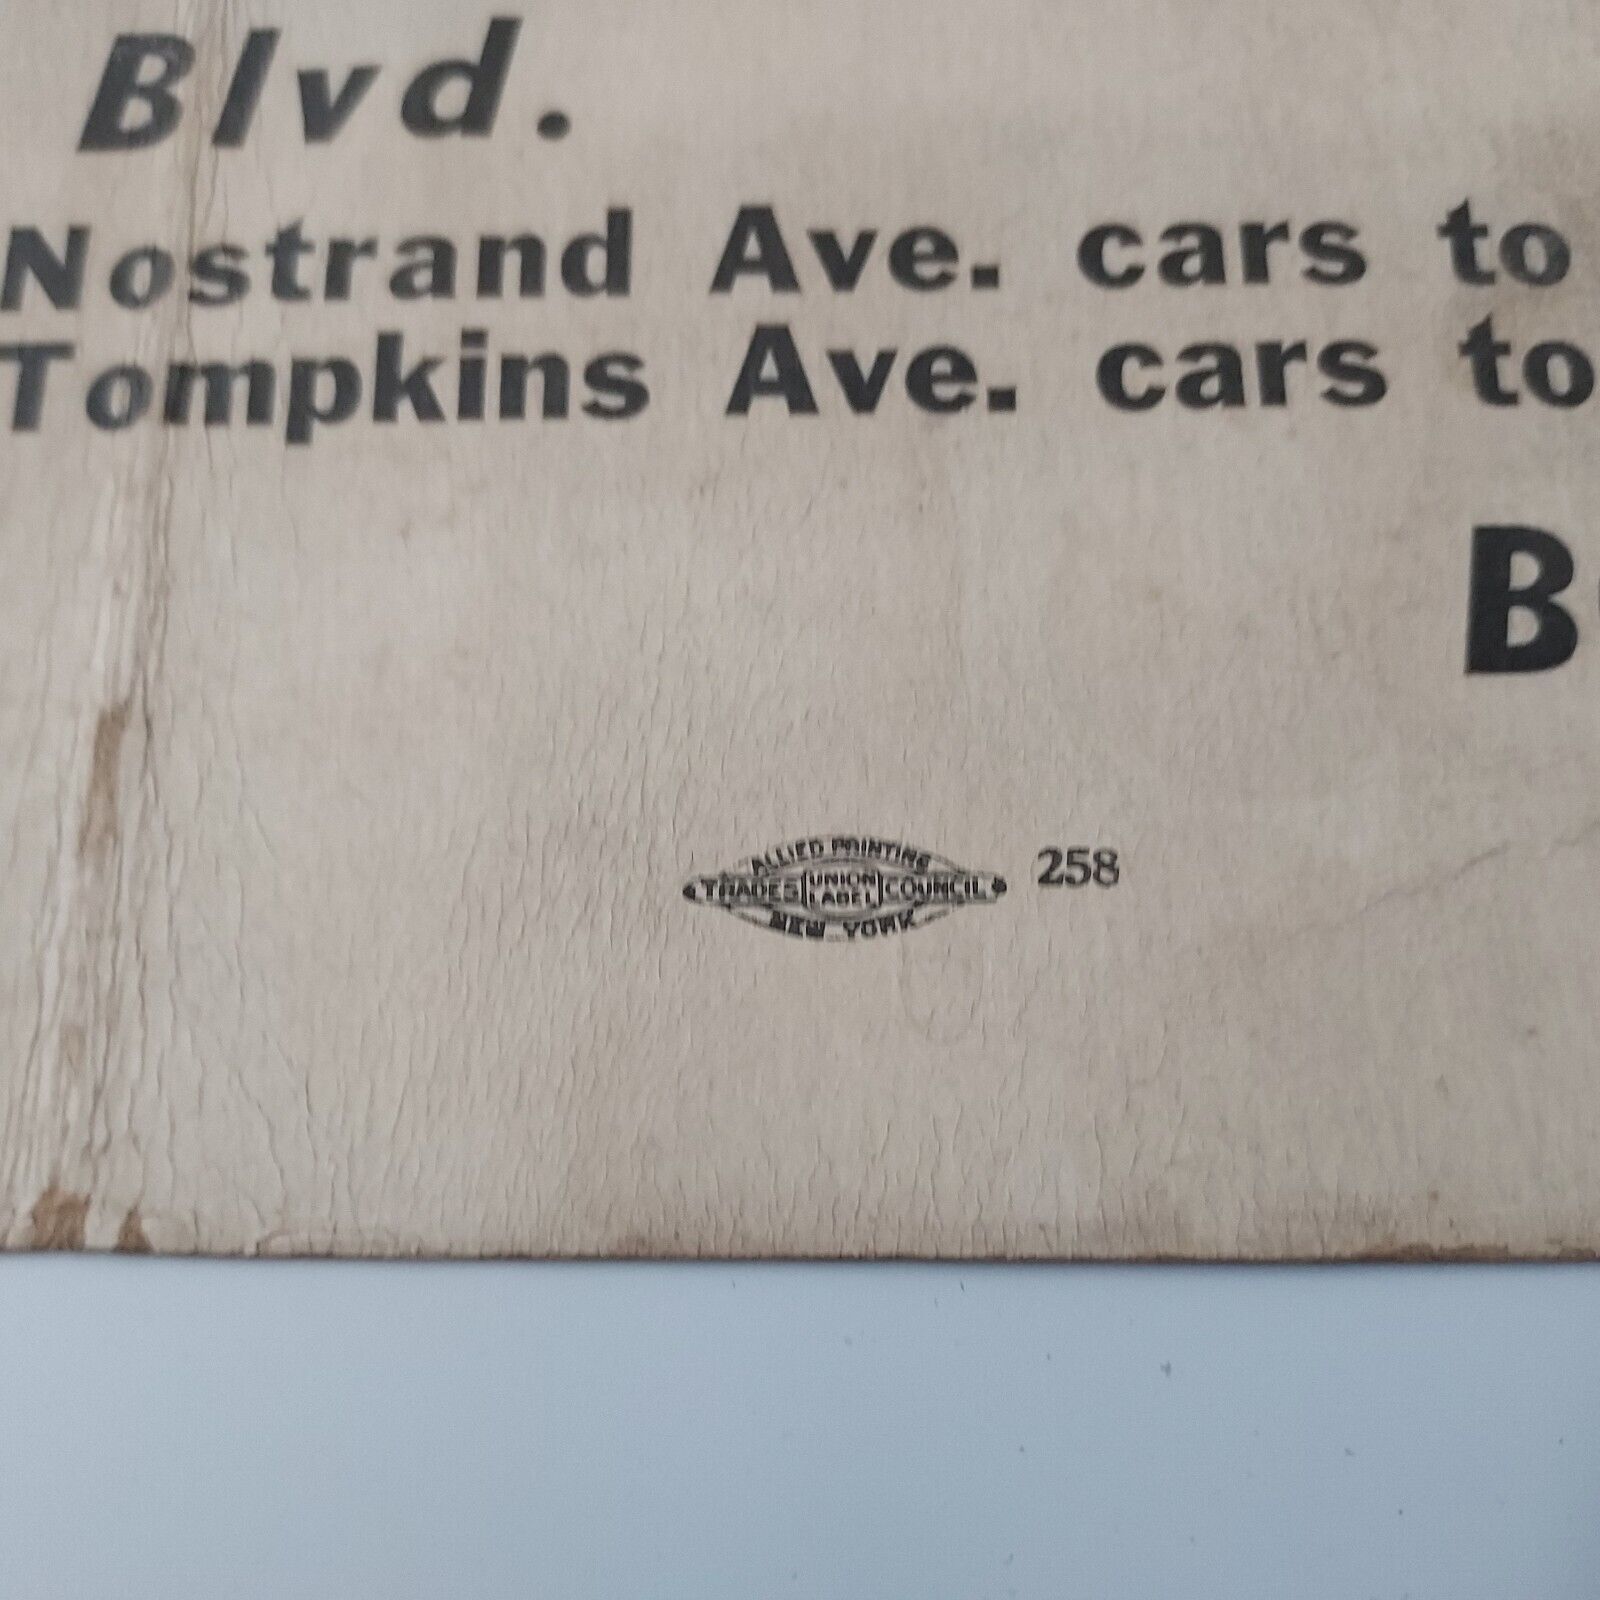 Blvd.
Nostrand Ave. cars to
Tompkins Ave. cars to
B
ALLIED PRINTING
TRADES UNION LABEL COUNCIL
NEW YORK
258